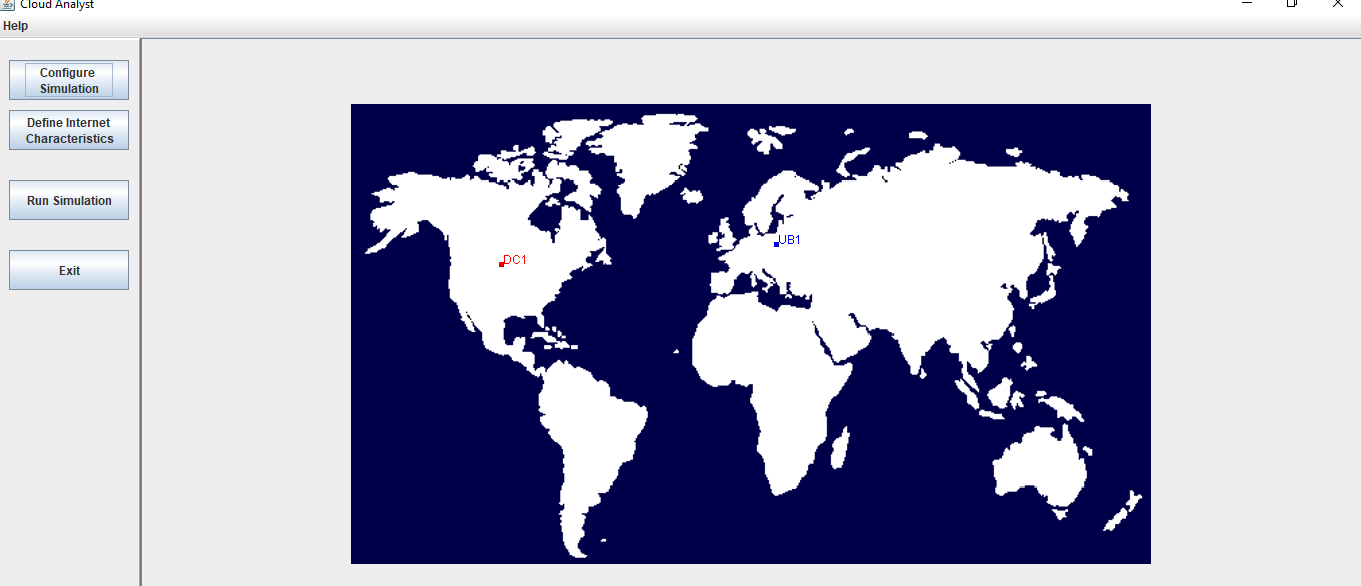 Cloud Analyst
Help
Configure
Simulation
Define Internet
Characteristics
Run Simulation
Exit
UB1
DC1